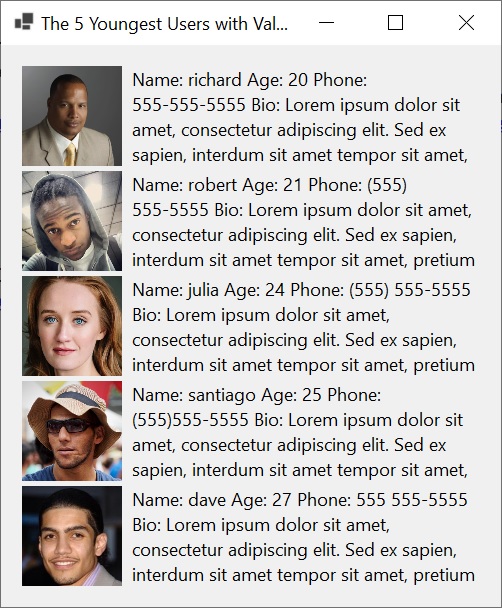 The 5 Youngest Users with Val...
Name: richard Age: 20 Phone:
555-555-5555 Bio: Lorem ipsum dolor sit
amet, consectetur adipiscing elit. Sed ex
sapien, interdum sit amet tempor sit amet,
Name: robert Age: 21 Phone: (555)
555-5555 Bio: Lorem ipsum dolor sit amet,
consectetur adipiscing elit. Sed ex sapien,
interdum sit amet tempor sit amet, pretium
Name: julia Age: 24 Phone: (555) 555-5555
Bio: Lorem ipsum dolor sit amet,
consectetur adipiscing elit. Sed ex sapien,
interdum sit amet tempor sit amet, pretium
Name: santiago Age: 25 Phone:
(555)555-5555 Bio: Lorem ipsum dolor sit
amet, consectetur adipiscing elit. Sed ex
sapien, interdum sit amet tempor sit amet,
Name: dave Age: 27 Phone: 555 555-5555
Bio: Lorem ipsum dolor sit amet,
consectetur adipiscing elit. Sed ex sapien,
interdum sit amet tempor sit amet, pretium